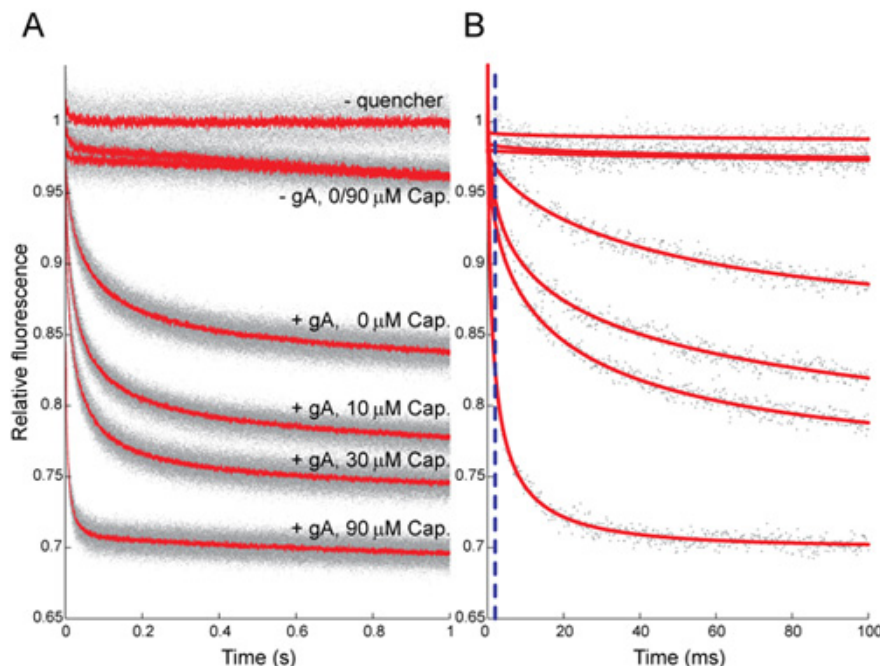 A
B
Relative fluorescence
1
0.95
0.9
0.85
0.8
0.75
0.7
0.65
0
0.2
0.4
0.6
0.8
1
Time (s)
- quencher
- gA, 0/90 μM Cap.
+ gA, 0 μM Cap.
+ gA, 10 μM Cap.
+ gA, 30 μM Cap.
+ gA, 90 μM Cap.
1
0.95
0.9
0.85
0.8
0.75
0.7
0.65
0
20
40
60
80
100
Time (ms)